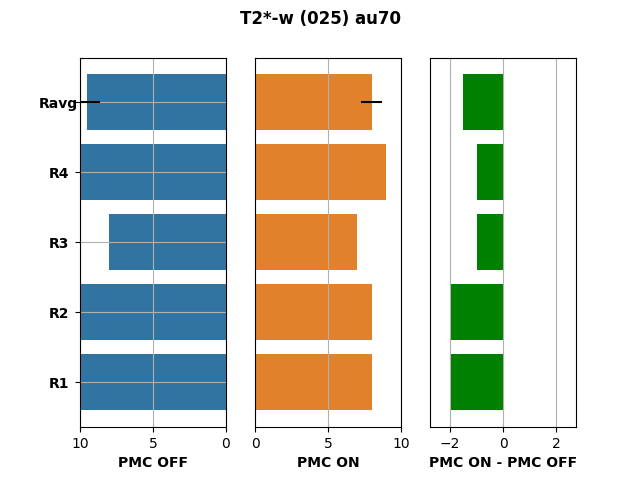 T2*-w (025) au70
Ravg
R4
R3
R2
R1
10 5 0
0 5 10
−2 0 2
PMC OFF
PMC ON
PMC ON - PMC OFF